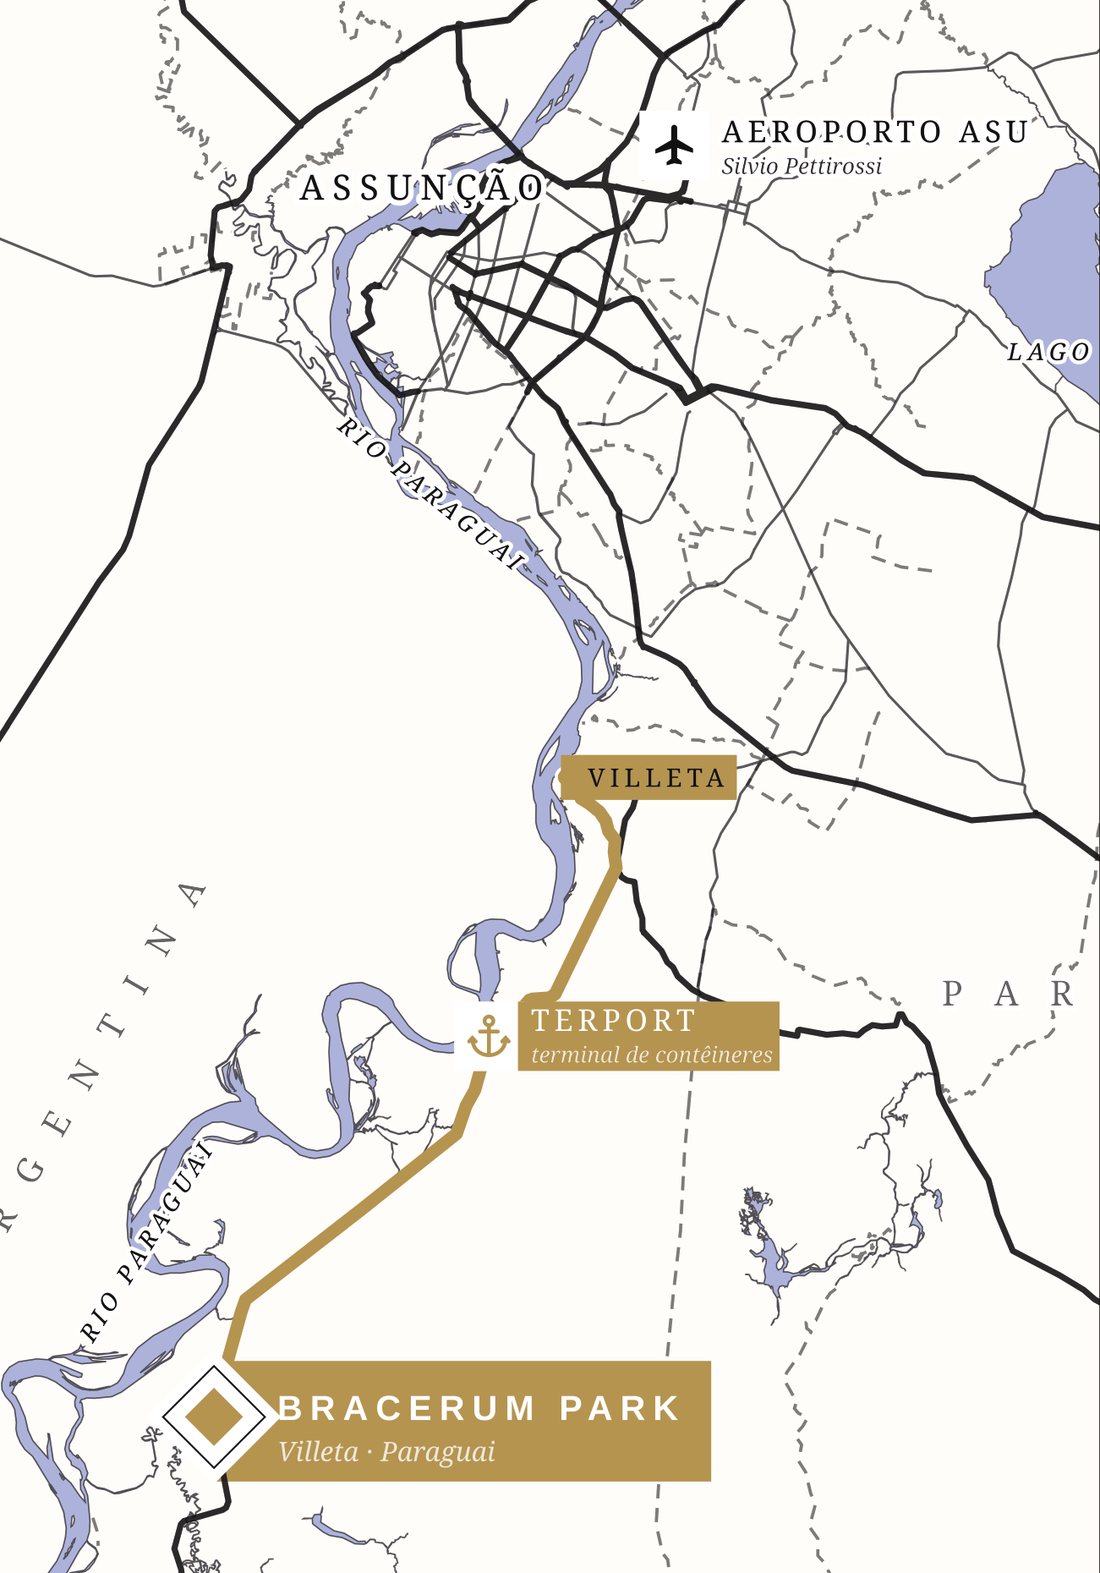 AEROPORTO ASU
Silvio Pettirossi
ASSUNÇÃO
LAGO
RIO PARAGUAI
VILLETA
RGENTINA
PAR
TERPORT
terminal de contêineres
RIO PARAGUAI
BRACERUM PARK
Villeta · Paraguai